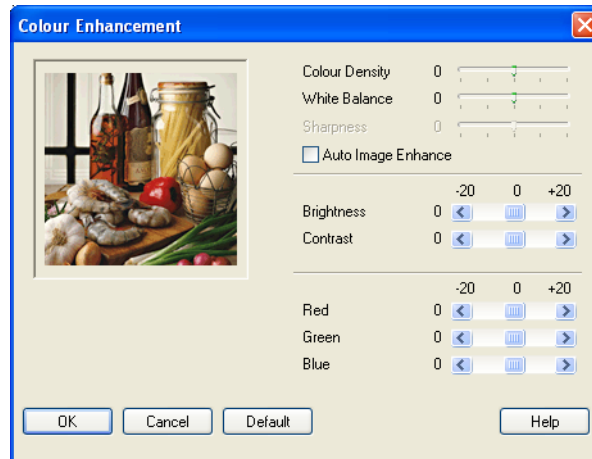 Colour Enhancement
Colour Density 0
White Balance 0
Sharpness 0
Auto Image Enhance
-20 0 +20
Brightness 0
Contrast 0
-20 0 +20
Red 0
Green 0
Blue 0
OK Cancel Default Help